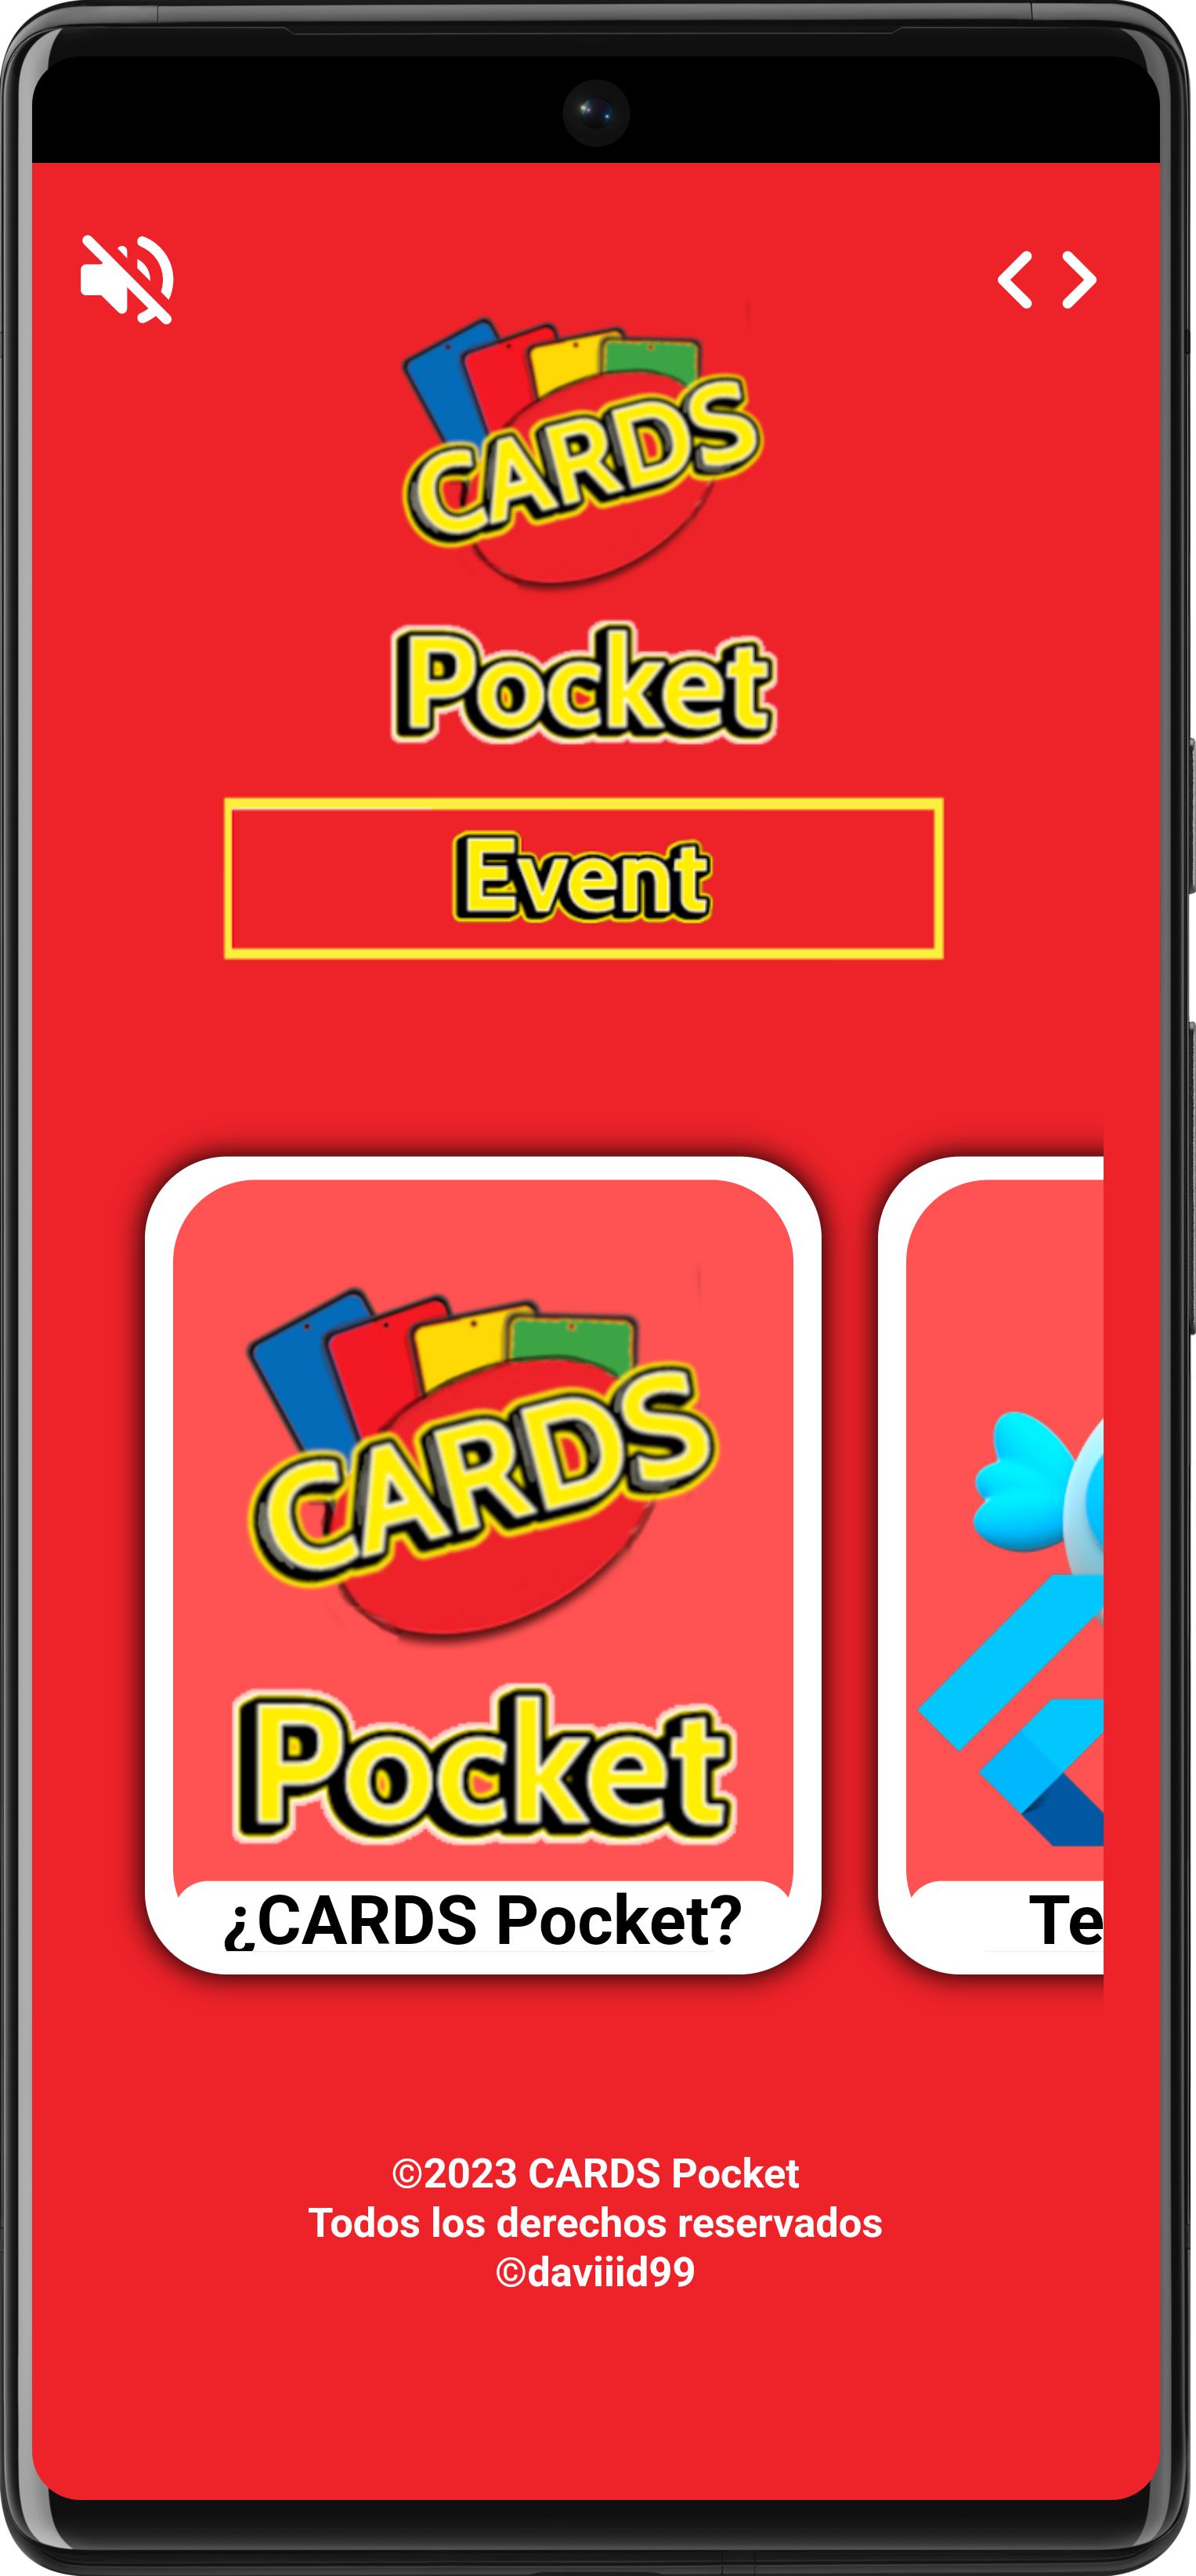 CARDS
Pocket
Event
CARDS
Pocket
¿CARDS Pocket?
Te
©2023 CARDS Pocket
Todos los derechos reservados
©daviiid99